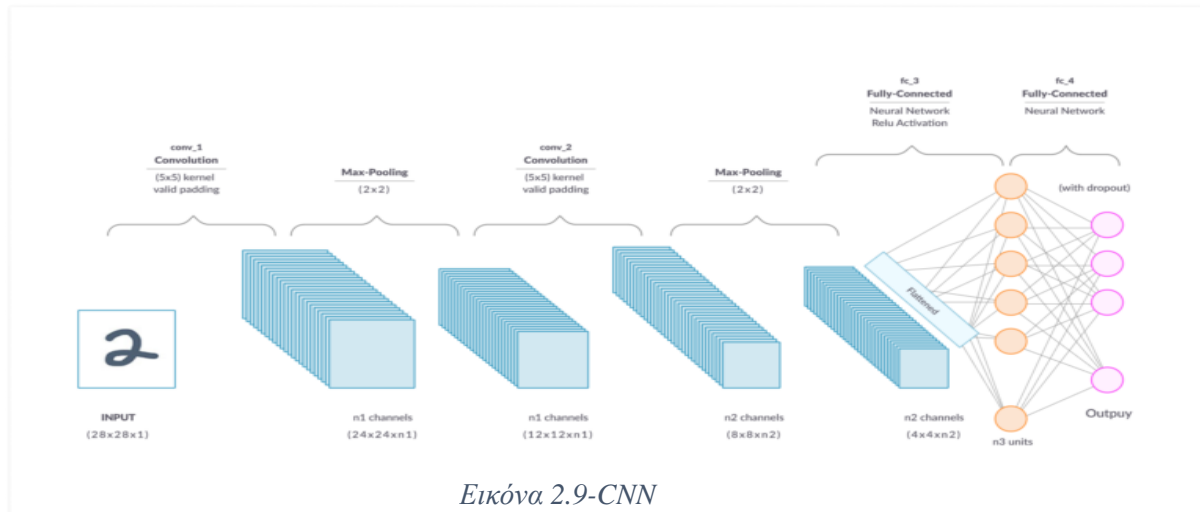 fc_3
Fully-Connected
Neural Network
Relu Activation
fc_4
Fully-Connected
Neural Network
conv_1
Convolution
(5x5) kernel
valid padding
Max-Pooling
(2x2)
conv_2
Convolution
(5x5) kernel
valid padding
Max-Pooling
(2x2)
(with dropout)
2
Flattened
INPUT
(28x28x1)
n1 channels
(24x24xn1)
n1 channels
(12x12xn1)
n2 channels
(8x8xn2)
n2 channels
(4x4xn2)
n3 units
Outpuy
Εικόνα 2.9-CNN